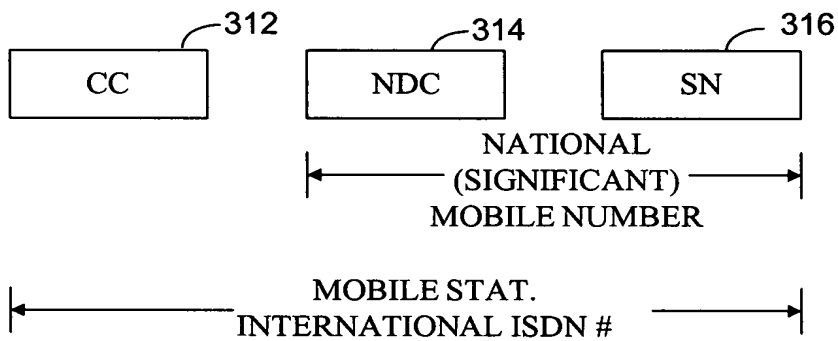 312
314
316
CC
NDC
SN
NATIONAL
(SIGNIFICANT)
MOBILE NUMBER
MOBILE STAT.
INTERNATIONAL ISDN #